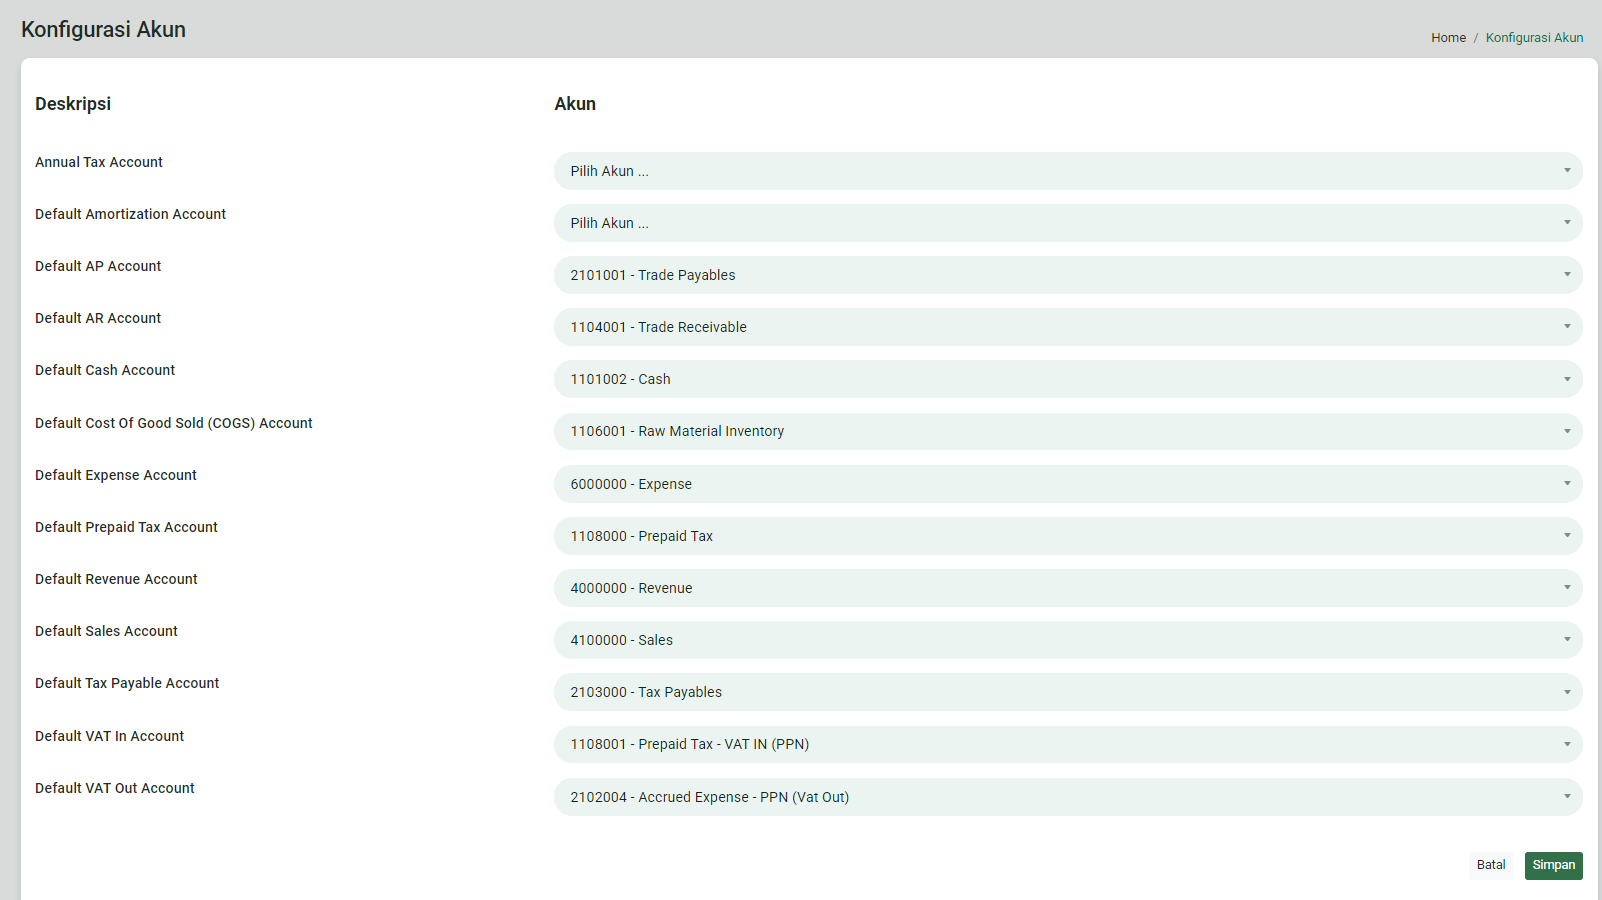 Konfigurasi Akun
Home / Konfigurasi Akun
Deskripsi Akun
Annual Tax Account Pilih Akun ...
Default Amortization Account Pilih Akun ...
Default AP Account 2101001 - Trade Payables
Default AR Account 1104001 - Trade Receivable
Default Cash Account 1101002 - Cash
Default Cost Of Good Sold (COGS) Account 1106001 - Raw Material Inventory
Default Expense Account 6000000 - Expense
Default Prepaid Tax Account 1108000 - Prepaid Tax
Default Revenue Account 4000000 - Revenue
Default Sales Account 4100000 - Sales
Default Tax Payable Account 2103000 - Tax Payables
Default VAT In Account 1108001 - Prepaid Tax - VAT IN (PPN)
Default VAT Out Account 2102004 - Accrued Expense - PPN (Vat Out)
Batal Simpan